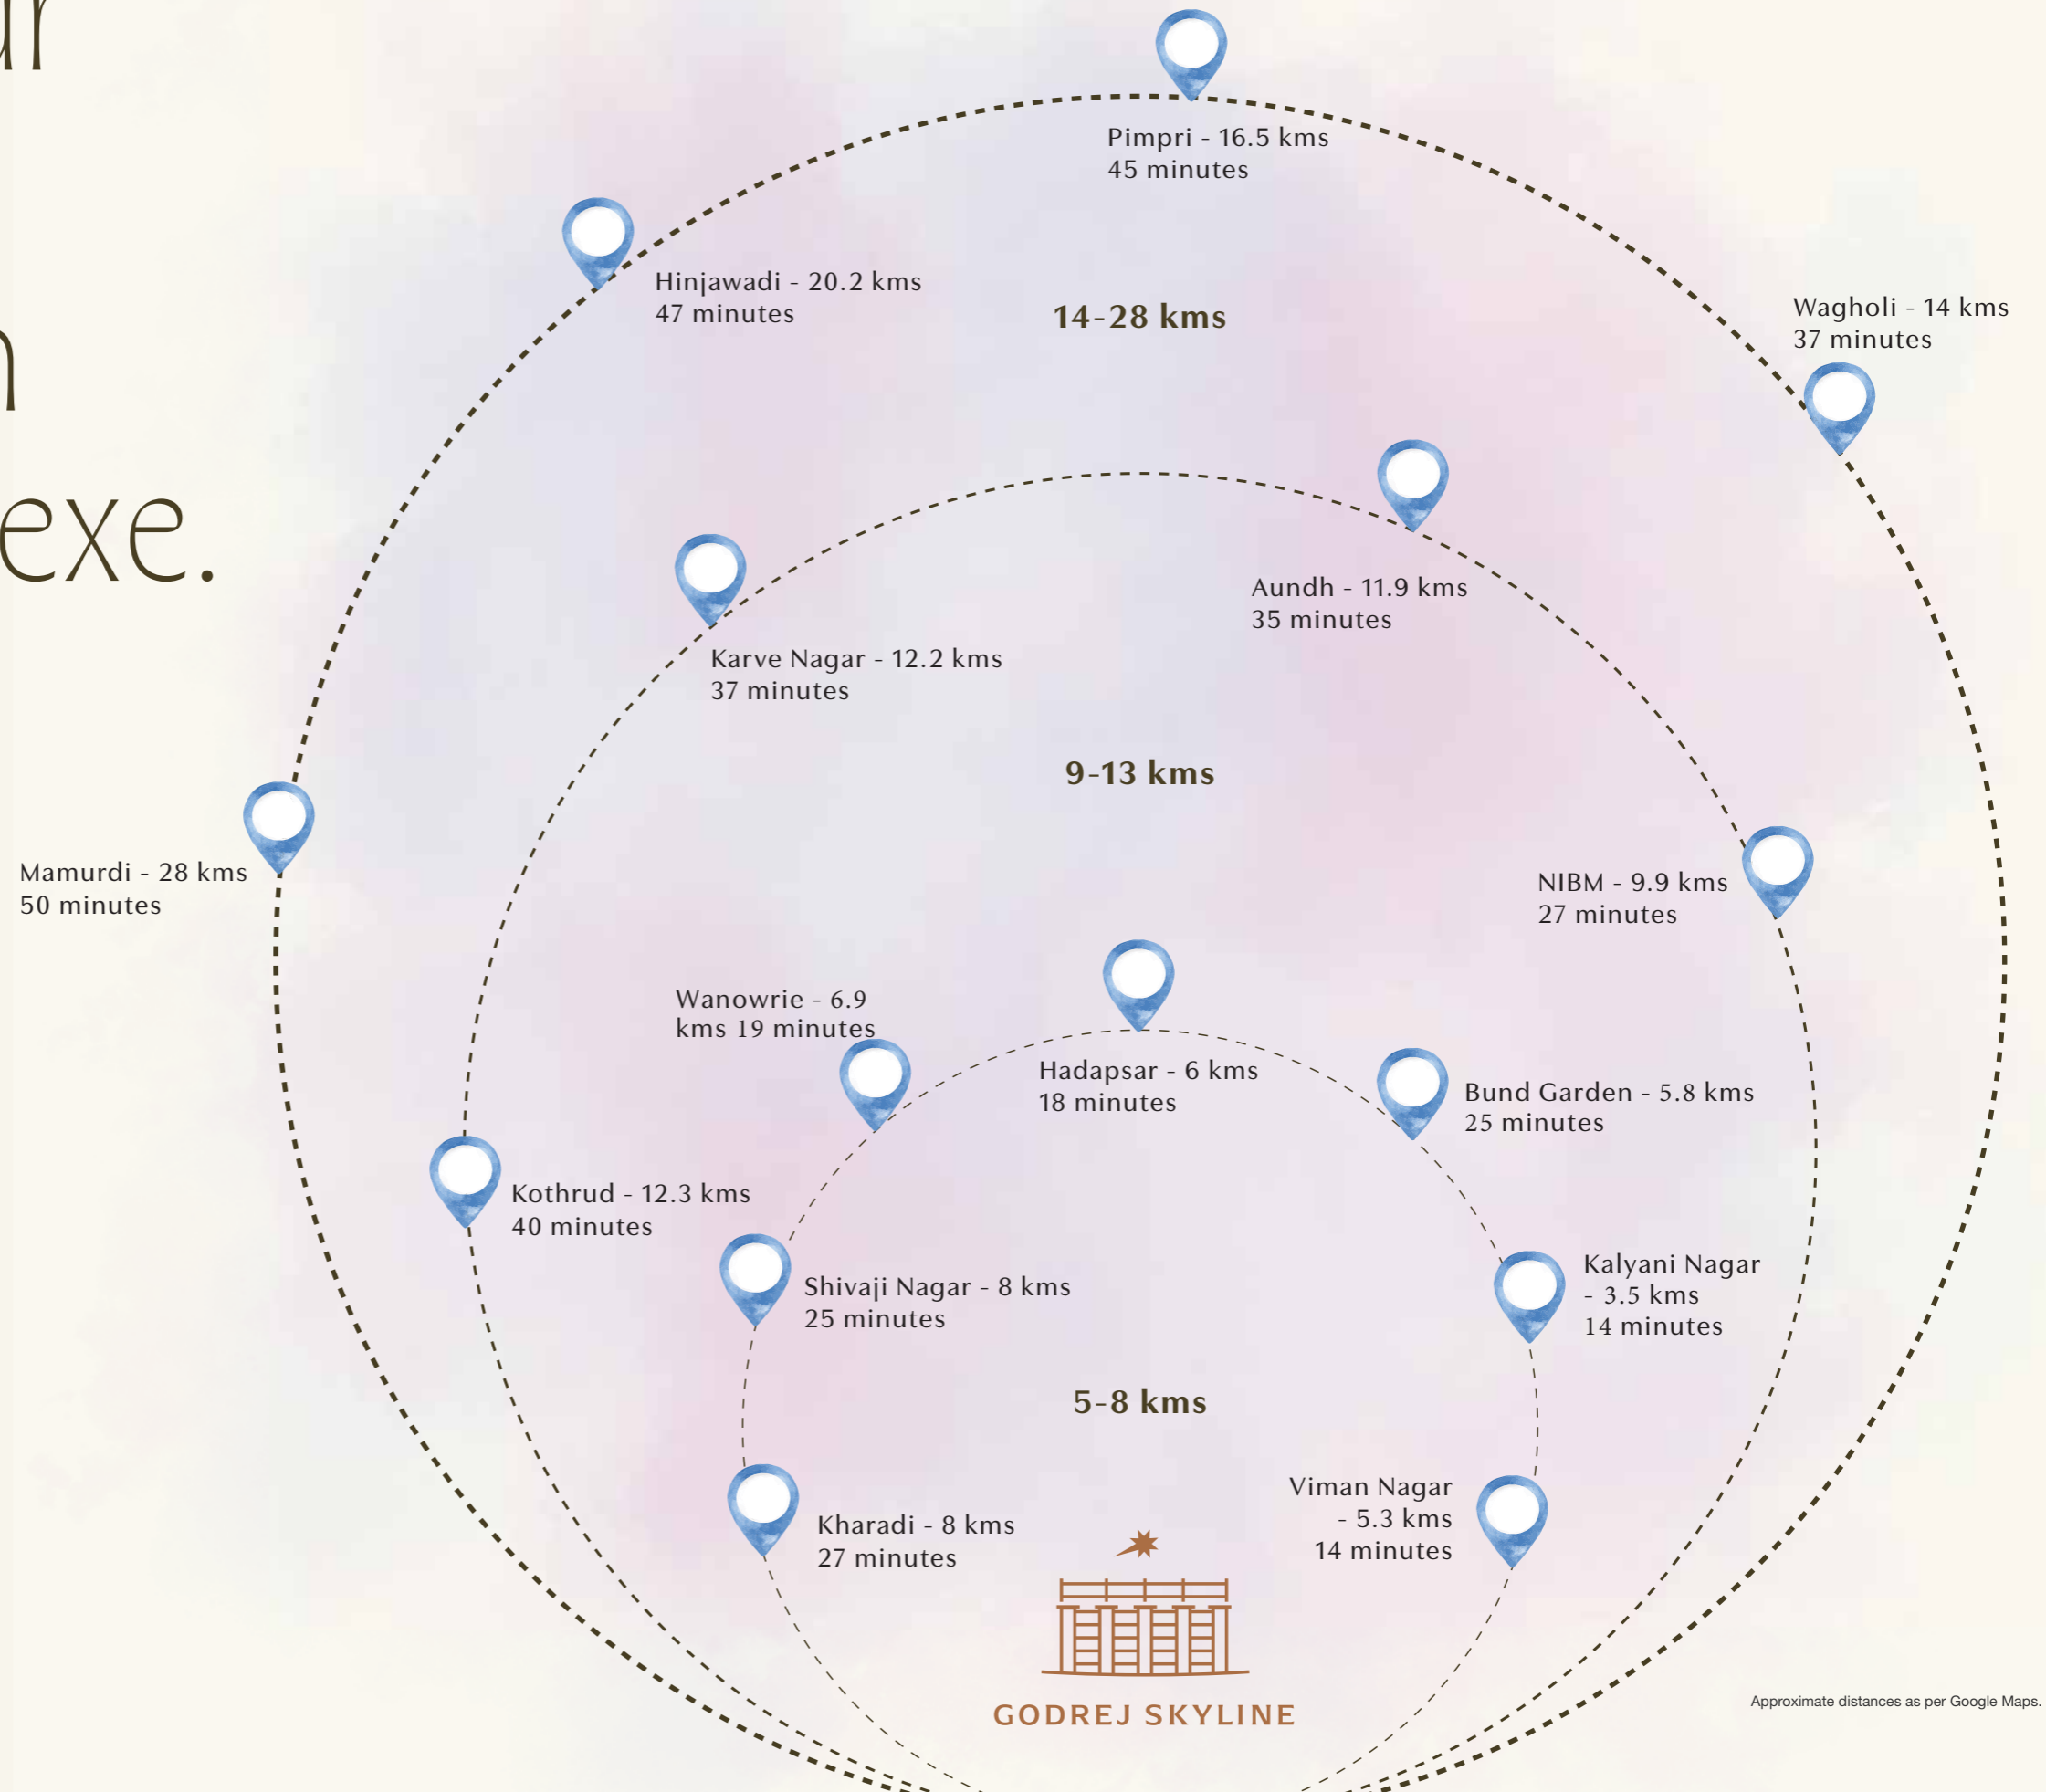 exe.
Pimpri - 16.5 kms
45 minutes
Hinjawadi - 20.2 kms
47 minutes
14-28 kms
Wagholi - 14 kms
37 minutes
Aundh - 11.9 kms
35 minutes
Karve Nagar - 12.2 kms
37 minutes
9-13 kms
Mamurdi - 28 kms
50 minutes
NIBM - 9.9 kms
27 minutes
Wanowrie - 6.9
kms 19 minutes
Hadapsar - 6 kms
18 minutes
Bund Garden - 5.8 kms
25 minutes
Kothrud - 12.3 kms
40 minutes
Shivaji Nagar - 8 kms
25 minutes
Kalyani Nagar
- 3.5 kms
14 minutes
5-8 kms
Kharadi - 8 kms
27 minutes
Viman Nagar
- 5.3 kms
14 minutes
GODREJ SKYLINE
Approximate distances as per Google Maps.